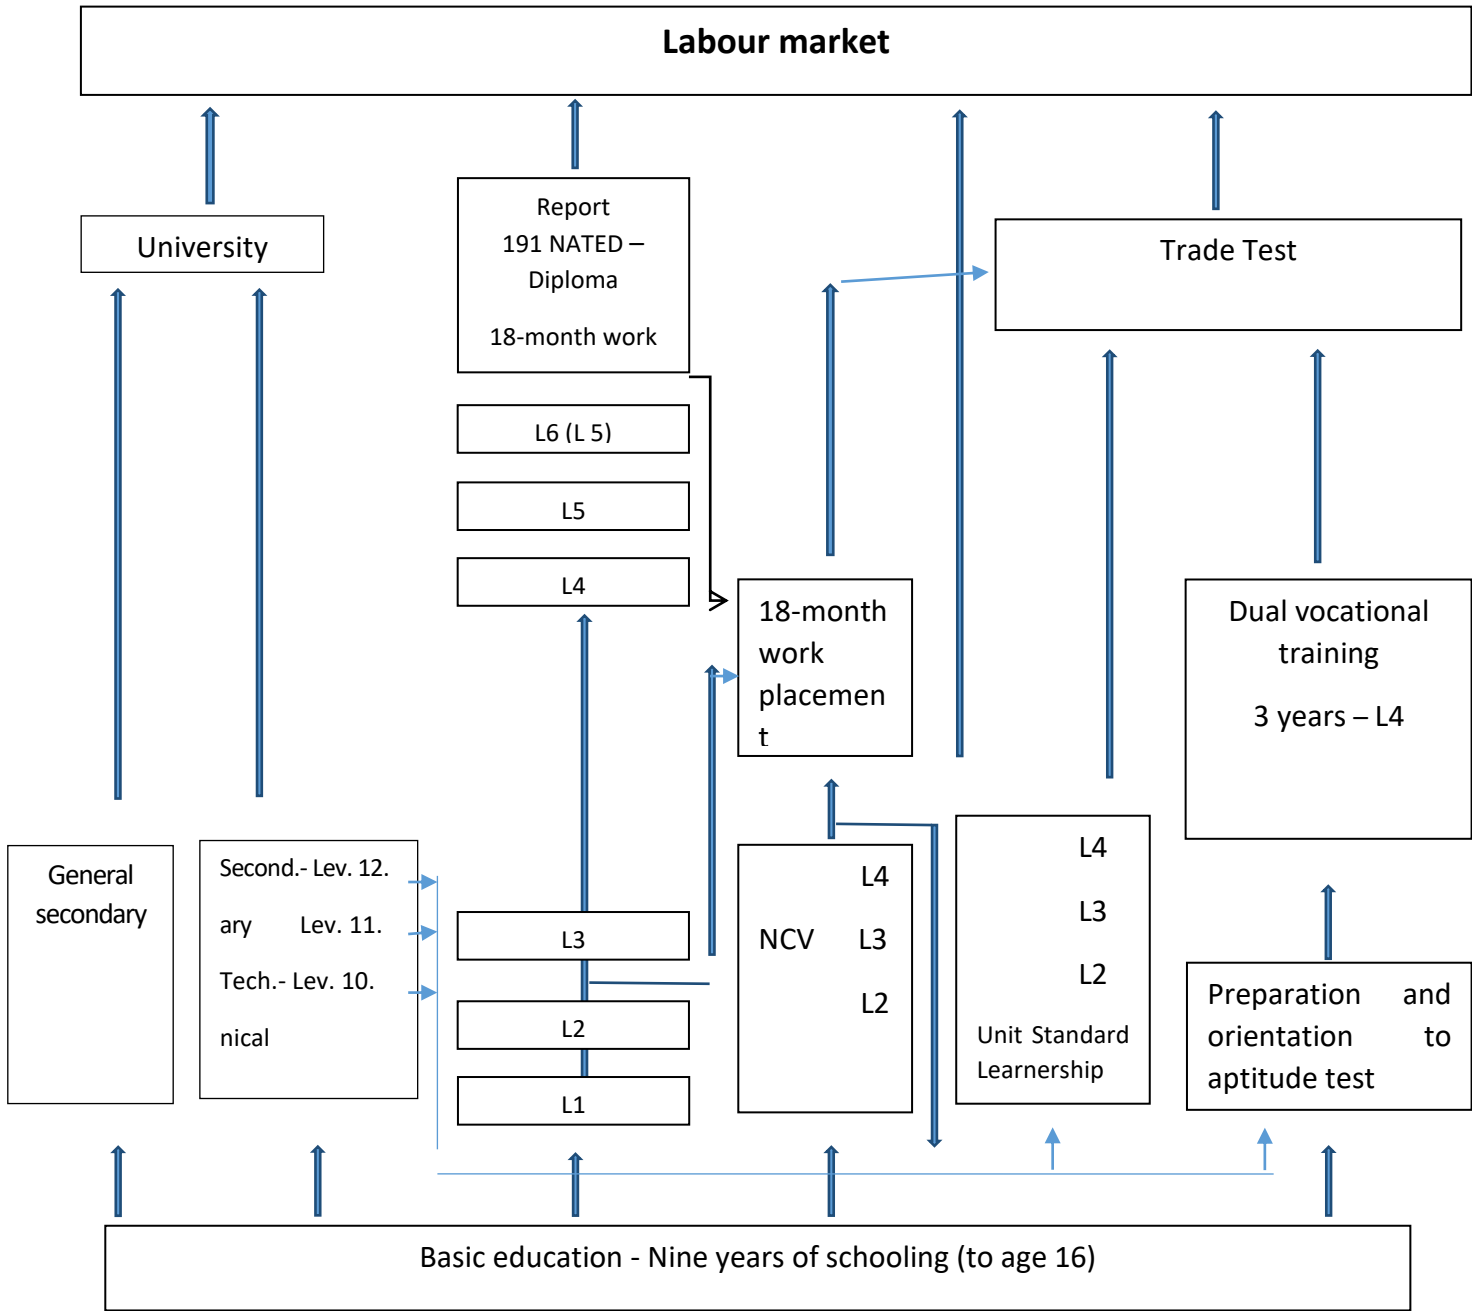 Labour market
University
Report
191 NATED –
Diploma
18-month work
Trade Test
L6 (L 5)
L5
L4
18-month
work
placemen
t
Dual vocational
training
3 years – L4
General
secondary
Second.- Lev. 12.
ary Lev. 11.
Tech.- Lev. 10.
nical
L3
L2
L1
L4
NCV L3
L2
L4
L3
L2
Unit Standard
Learnership
Preparation and
orientation to
aptitude test
Basic education - Nine years of schooling (to age 16)